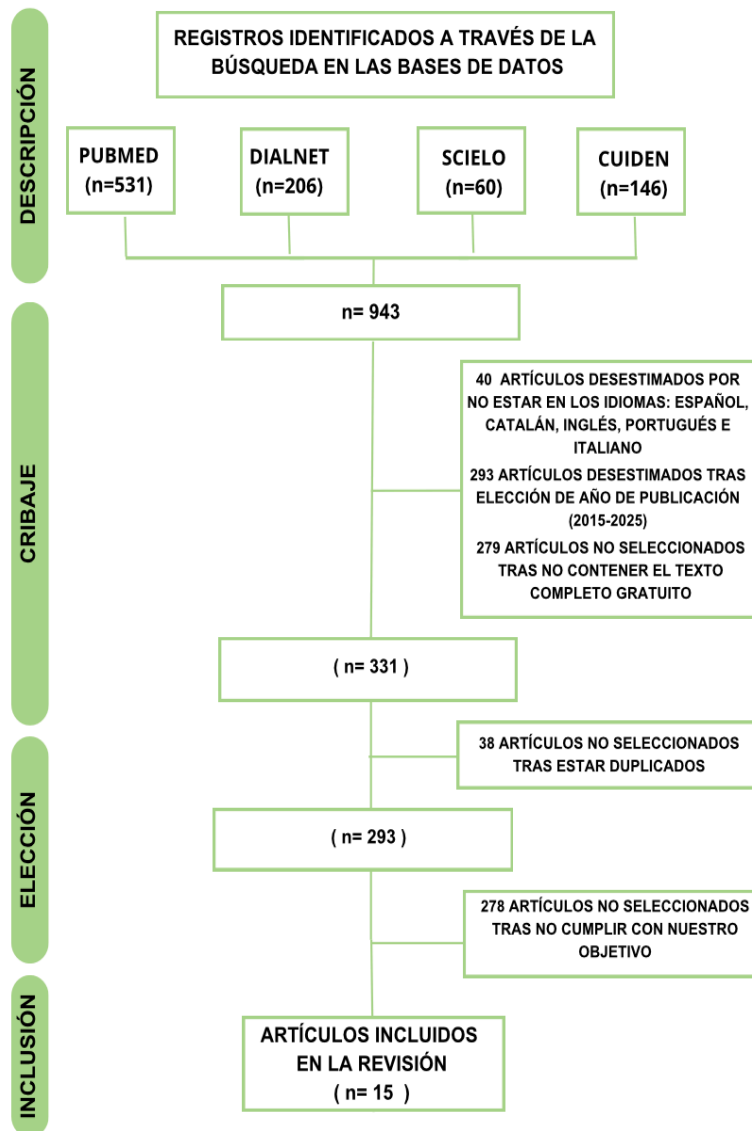 DESCRIPCIÓN
REGISTROS IDENTIFICADOS A TRAVÉS DE LA
BÚSQUEDA EN LAS BASES DE DATOS
PUBMED
(n=531)
DIALNET
(n=206)
SCIELO
(n=60)
CUIDEN
(n=146)
n= 943
CRIBAJE
40 ARTÍCULOS DESESTIMADOS POR
NO ESTAR EN LOS IDIOMAS: ESPAÑOL,
CATALÁN, INGLÉS, PORTUGUÉS E
ITALIANO
293 ARTÍCULOS DESESTIMADOS TRAS
ELECCIÓN DE AÑO DE PUBLICACIÓN
(2015-2025)
279 ARTÍCULOS NO SELECCIONADOS
TRAS NO CONTENER EL TEXTO
COMPLETO GRATUITO
( n= 331 )
ELECCIÓN
38 ARTÍCULOS NO SELECCIONADOS
TRAS ESTAR DUPLICADOS
( n= 293 )
278 ARTÍCULOS NO SELECCIONADOS
TRAS NO CUMPLIR CON NUESTRO
OBJETIVO
INCLUSIÓN
ARTÍCULOS INCLUIDOS
EN LA REVISIÓN
( n= 15 )